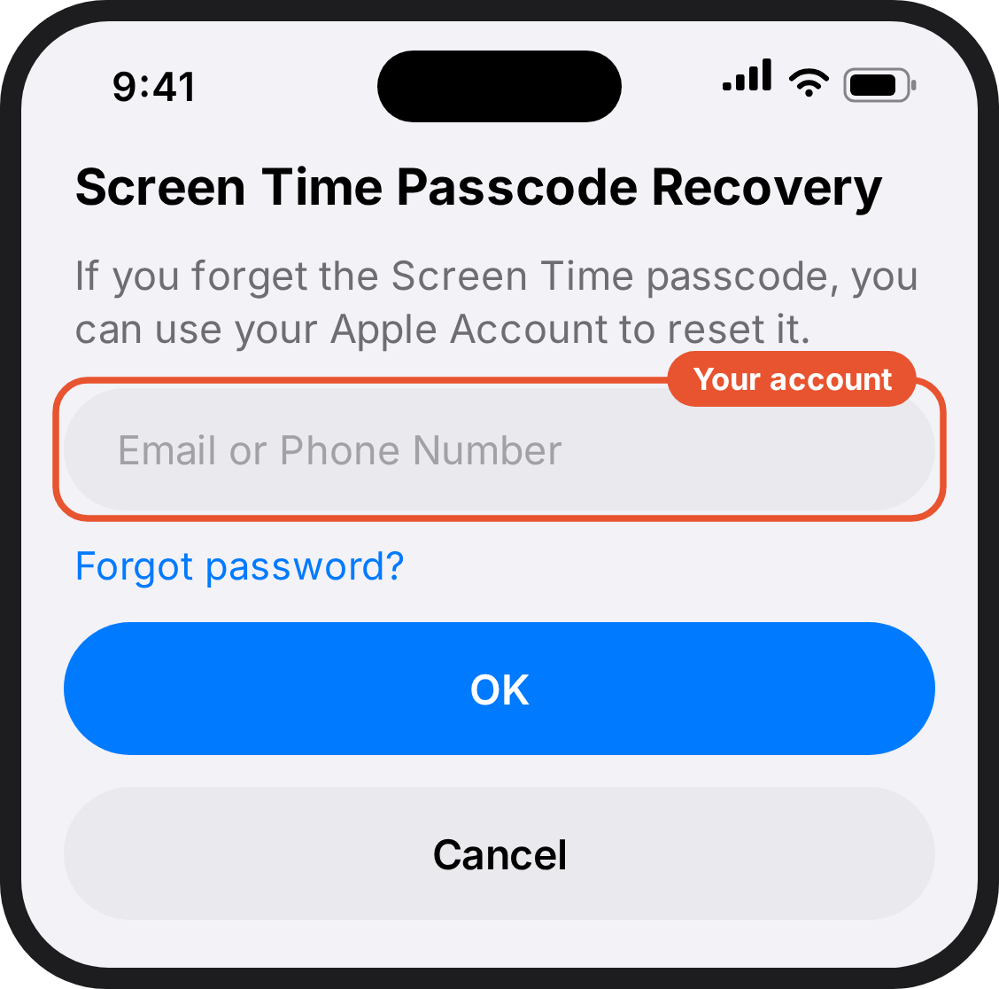 9:41
Screen Time Passcode Recovery
If you forget the Screen Time passcode, you
can use your Apple Account to reset it.
Your account
Email or Phone Number
Forgot password?
OK
Cancel